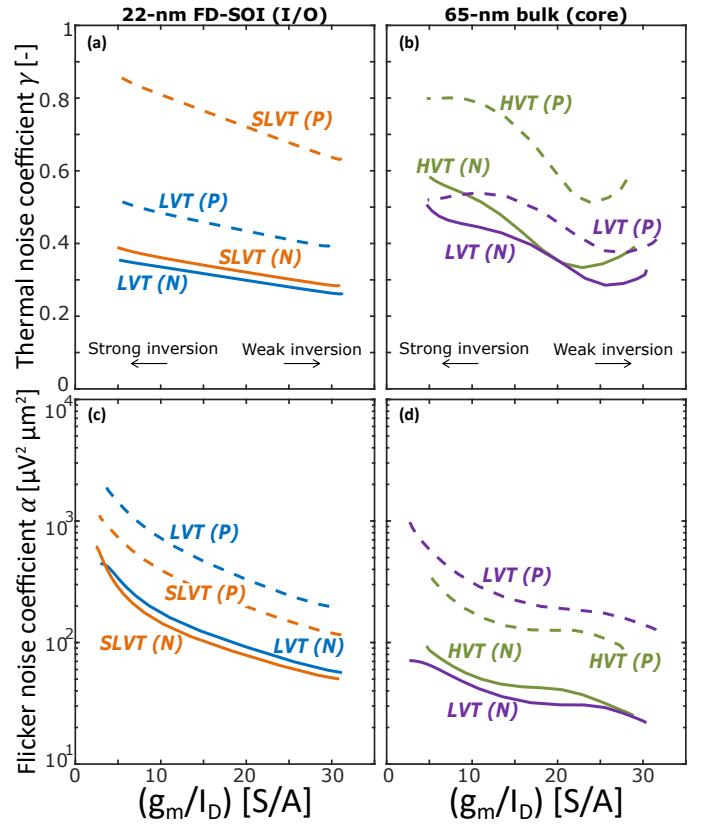 22-nm FD-SOI (I/O)
65-nm bulk (core)
Thermal noise coefficient γ [-]
1
0.8
0.6
0.4
0.2
0
(a)
SLVT (P)
LVT (P)
SLVT (N)
LVT (N)
Strong inversion
Weak inversion
(b)
HVT (P)
HVT (N)
LVT (P)
LVT (N)
Strong inversion
Weak inversion
Flicker noise coefficient α [µV² µm²]
10⁴
10³
10²
10¹
(c)
LVT (P)
SLVT (P)
LVT (N)
SLVT (N)
0
10
20
30
(gₘ/I_D) [S/A]
(d)
LVT (P)
HVT (P)
HVT (N)
LVT (N)
0
10
20
30
(gₘ/I_D) [S/A]